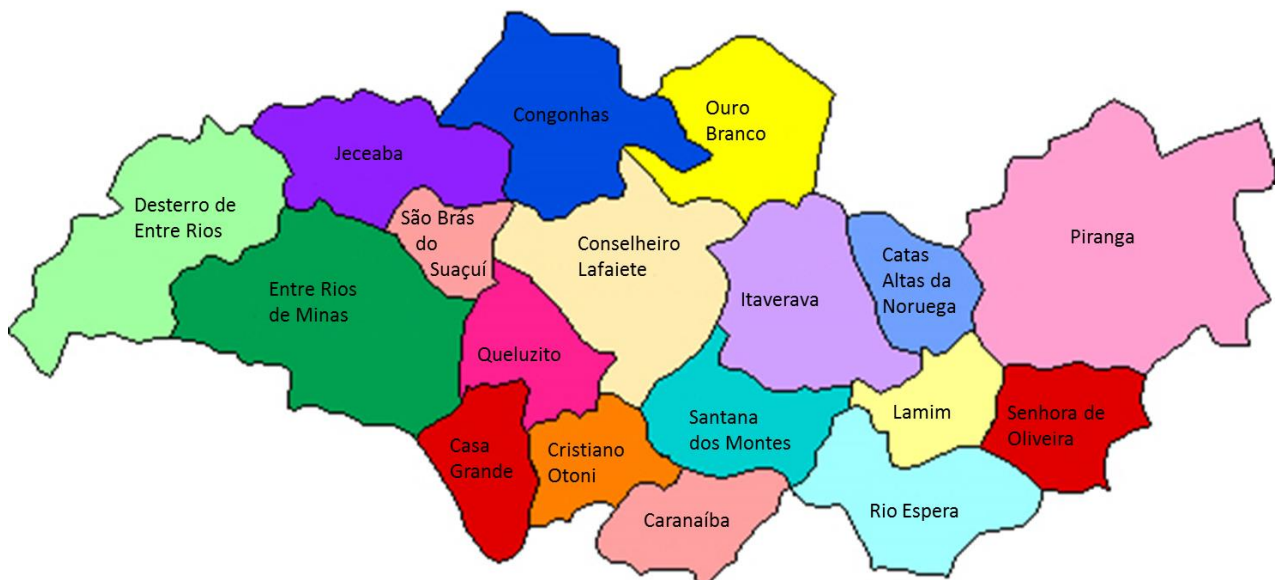 Congonhas
Ouro
Branco
Jeceaba
Desterro de
Entre Rios
São Brás
do
Suaçuí
Conselheiro
Lafaiete
Catas
Altas da
Noruega
Piranga
Entre Rios
de Minas
Itaverava
Queluzito
Santana
dos Montes
Lamim
Senhora de
Oliveira
Casa
Grande
Cristiano
Otoni
Caranaíba
Rio Espera